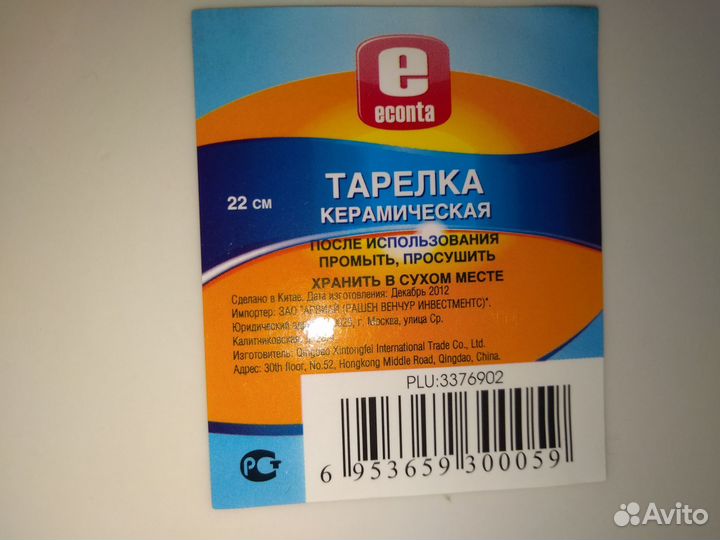 e
econta
ТАРЕЛКА
22 см
КЕРАМИЧЕСКАЯ
ПОСЛЕ ИСПОЛЬЗОВАНИЯ
ПРОМЫТЬ, ПРОСУШИТЬ
ХРАНИТЬ В СУХОМ МЕСТЕ
Сделано в Китае. Дата изготовления: Декабрь 2012
Импортер: ЗАО (РАШЕН ВЕНЧУР ИНВЕСТМЕНТС)".
Юридический г. Москва, улица Ср.
Калитниковская,
Изготовитель: Qingdao Xintongfei International Trade Co., Ltd.
Адрес: 30th floor, No.52, Hongkong Middle Road, Qingdao, China.
PLU:3376902
6 953659 300059
РСТ
Avito